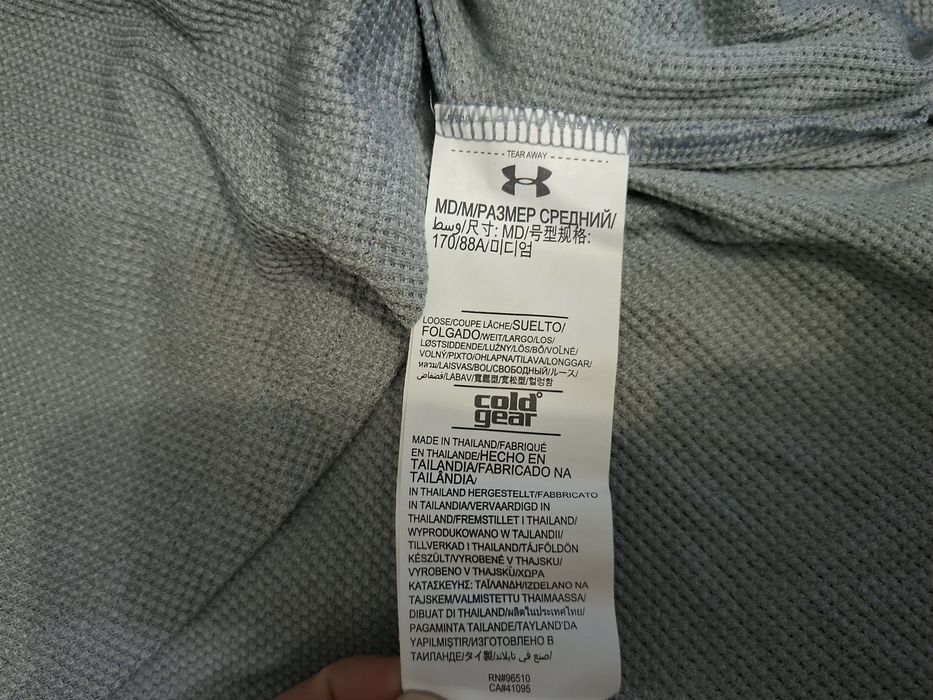 TEAR AWAY
MD/M/РАЗМЕР СРЕДНИЙ/
وسط/尺寸: MD/号型规格:
170/88A/미디엄
LOOSE/COUPE LÂCHE/SUELTO/
FOLGADO/WEIT/LARGO/LOS/
LØSTSIDDENDE/LUŹNY/LÖS/BŐ/VOĽNÉ/
VOLNÝ/PIXTO/OHLAPNA/TILAVA/LONGGAR/
หลวม/LAISVAS/BOL/СВОБОДНЫЙ/ルース/
فضفاض/LABAV/寬鬆型/宽松型/헐렁함
cold
gear
MADE IN THAILAND/FABRIQUÉ
EN THAILANDE/HECHO EN
TAILANDIA/FABRICADO NA
TAILÂNDIA/
IN THAILAND HERGESTELLT/FABBRICATO
IN TAILANDIA/VERVAARDIGD IN
THAILAND/FREMSTILLET I THAILAND/
WYPRODUKOWANO W TAJLANDII/
TILLVERKAD I THAILAND/TÁJFÖLDÖN
KÉSZÜLT/VYROBENÉ V THAJSKU/
VYROBENO V THAJSKU/ΧΩΡΑ
ΚΑΤΑΣΚΕΥΗΣ: ΤΑΪΛΑΝΔΗ/IZDELANO NA
TAJSKEM/VALMISTETTU THAIMAASSA/
DIBUAT DI THAILAND/ผลิตในประเทศไทย/
PAGAMINTA TAILANDE/TAYLAND'DA
YAPILMIŞTIR/ИЗГОТОВЛЕНО В
ТАИЛАНДЕ/タイ製/صنع في تايلاند/
RN#96510
CA#41095